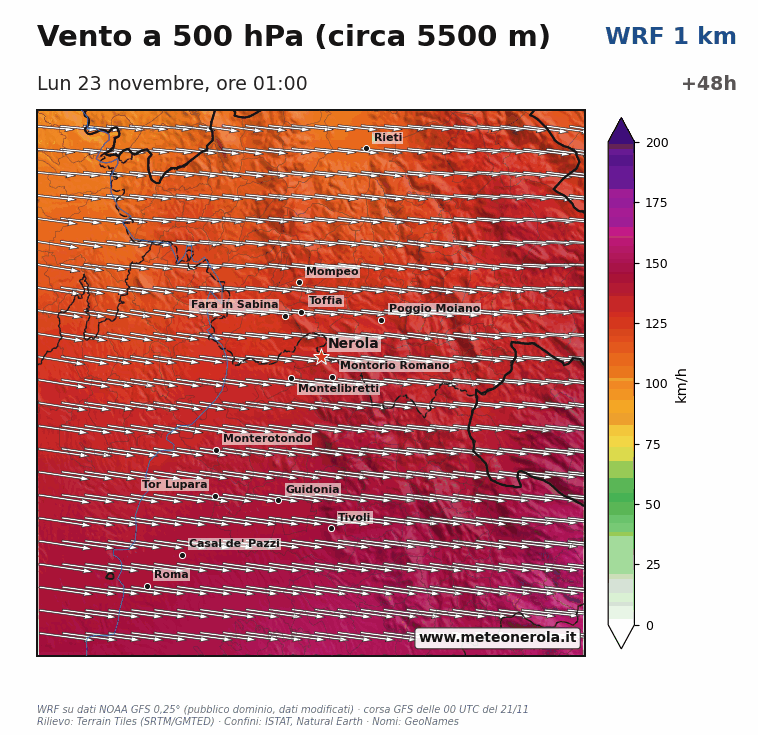 Vento a 500 hPa (circa 5500 m)
WRF 1 km
Lun 23 novembre, ore 01:00
+48h
Rieti
Mompeo
Fara in Sabina
Toffia
Poggio Moiano
Nerola
Montorio Romano
Montelibretti
Monterotondo
Tor Lupara
Guidonia
Tivoli
Casal de' Pazzi
Roma
www.meteonerola.it
200
175
150
125
100
75
50
25
0
km/h
WRF su dati NOAA GFS 0,25° (pubblico dominio, dati modificati) · corsa GFS delle 00 UTC del 21/11
Rilievo: Terrain Tiles (SRTM/GMTED) · Confini: ISTAT, Natural Earth · Nomi: GeoNames